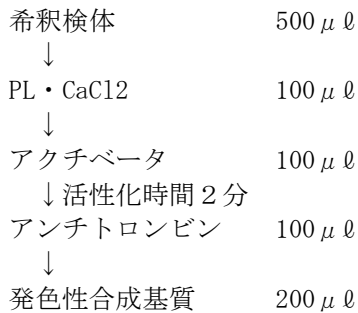 希釈検体 500μℓ
↓
PL・CaCl2 100μℓ
↓
アクチベータ 100μℓ
↓活性化時間２分
アンチトロンビン 100μℓ
↓
発色性合成基質 200μℓ